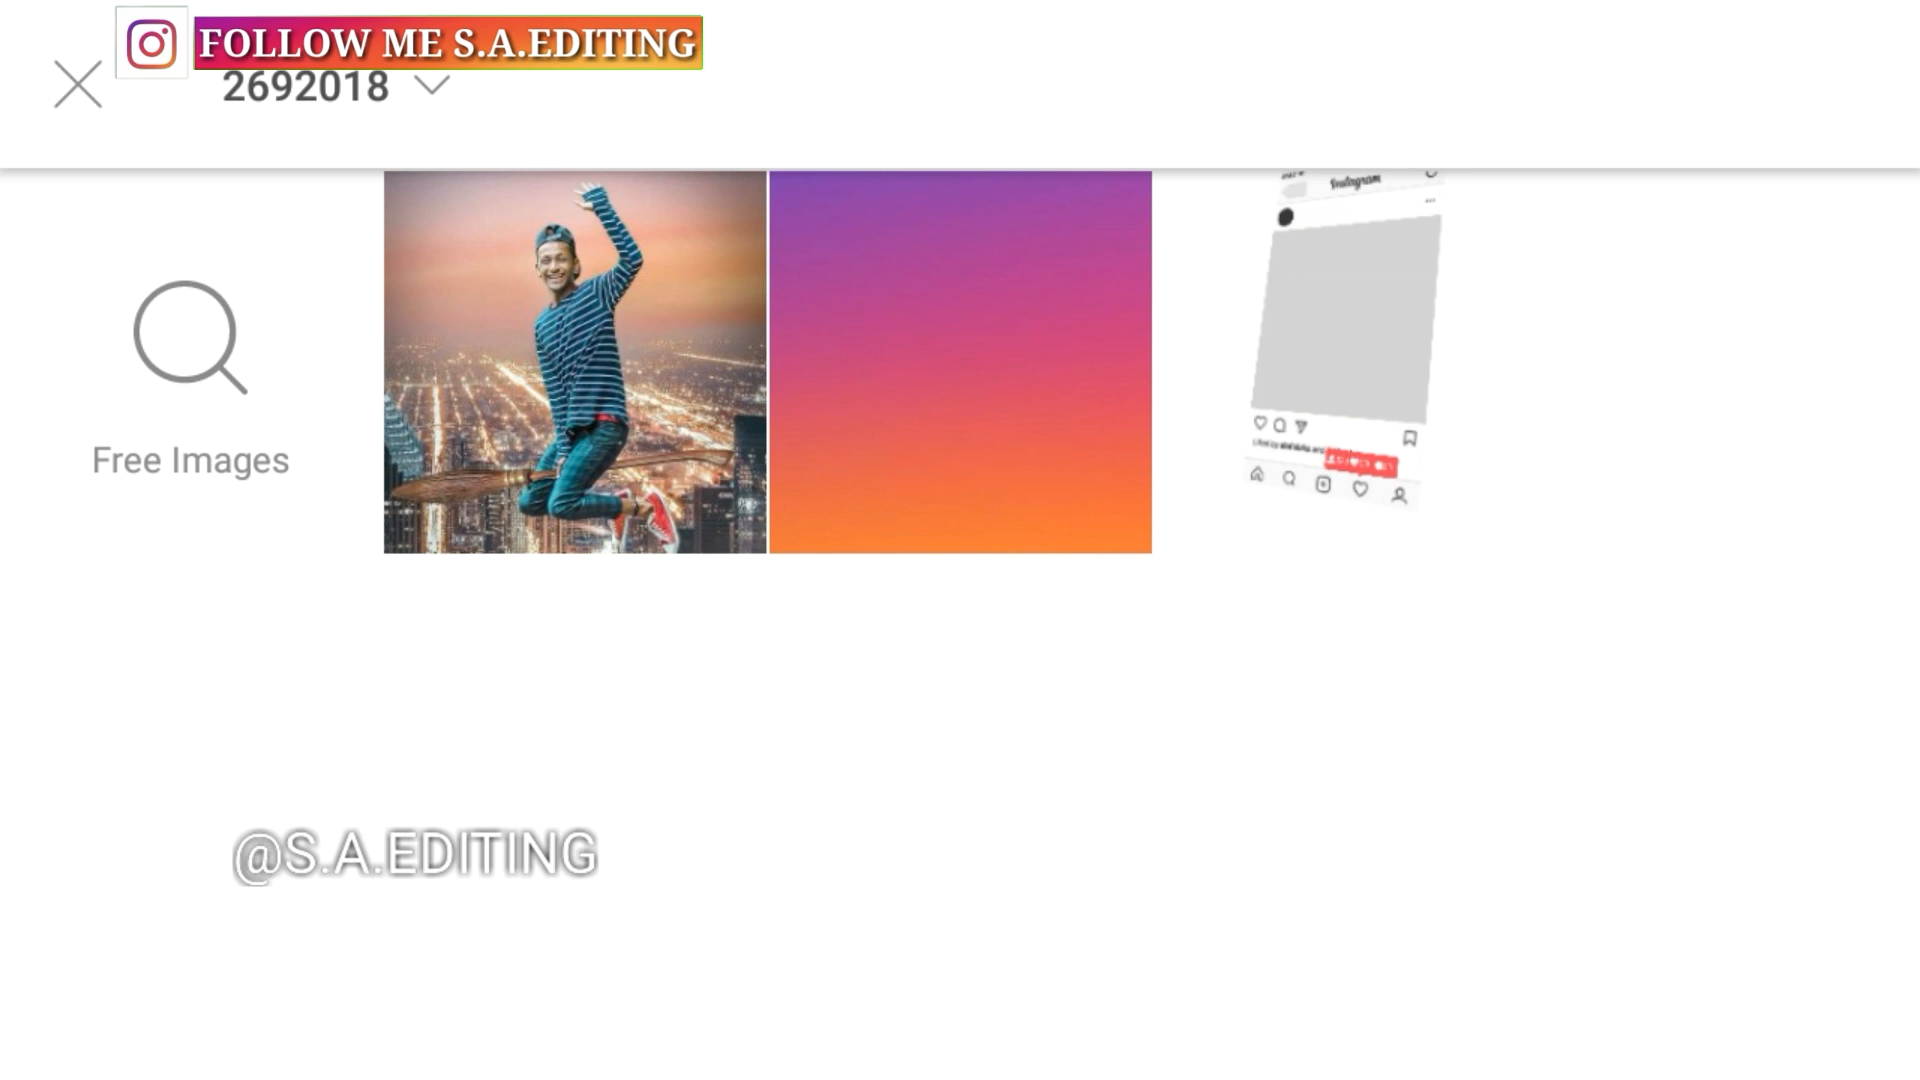 FOLLOW ME S.A.EDITING
2692018
Instagram
Free Images
@S.A.EDITING